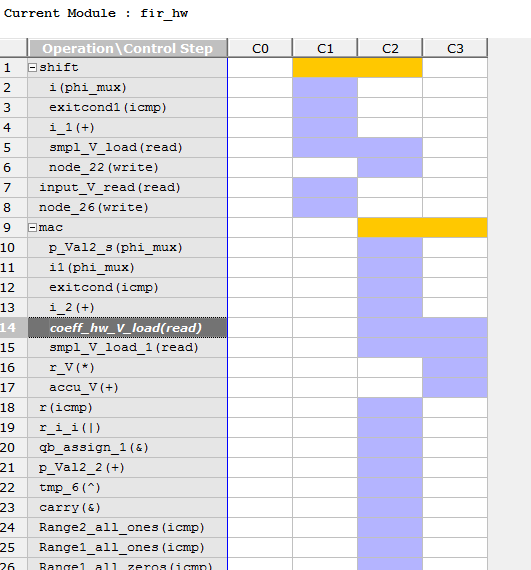 Current Module : fir_hw
Operation\Control Step C0 C1 C2 C3
1 shift
2 i(phi_mux)
3 exitcond1(icmp)
4 i_1(+)
5 smpl_V_load(read)
6 node_22(write)
7 input_V_read(read)
8 node_26(write)
9 mac
10 p_Val2_s(phi_mux)
11 i1(phi_mux)
12 exitcond(icmp)
13 i_2(+)
14 coeff_hw_V_load(read)
15 smpl_V_load_1(read)
16 r_V(*)
17 accu_V(+)
18 r(icmp)
19 r_i_i(|)
20 qb_assign_1(&)
21 p_Val2_2(+)
22 tmp_6(^)
23 carry(&)
24 Range2_all_ones(icmp)
25 Range1_all_ones(icmp)
26 Range1_all_zeros(icmp)